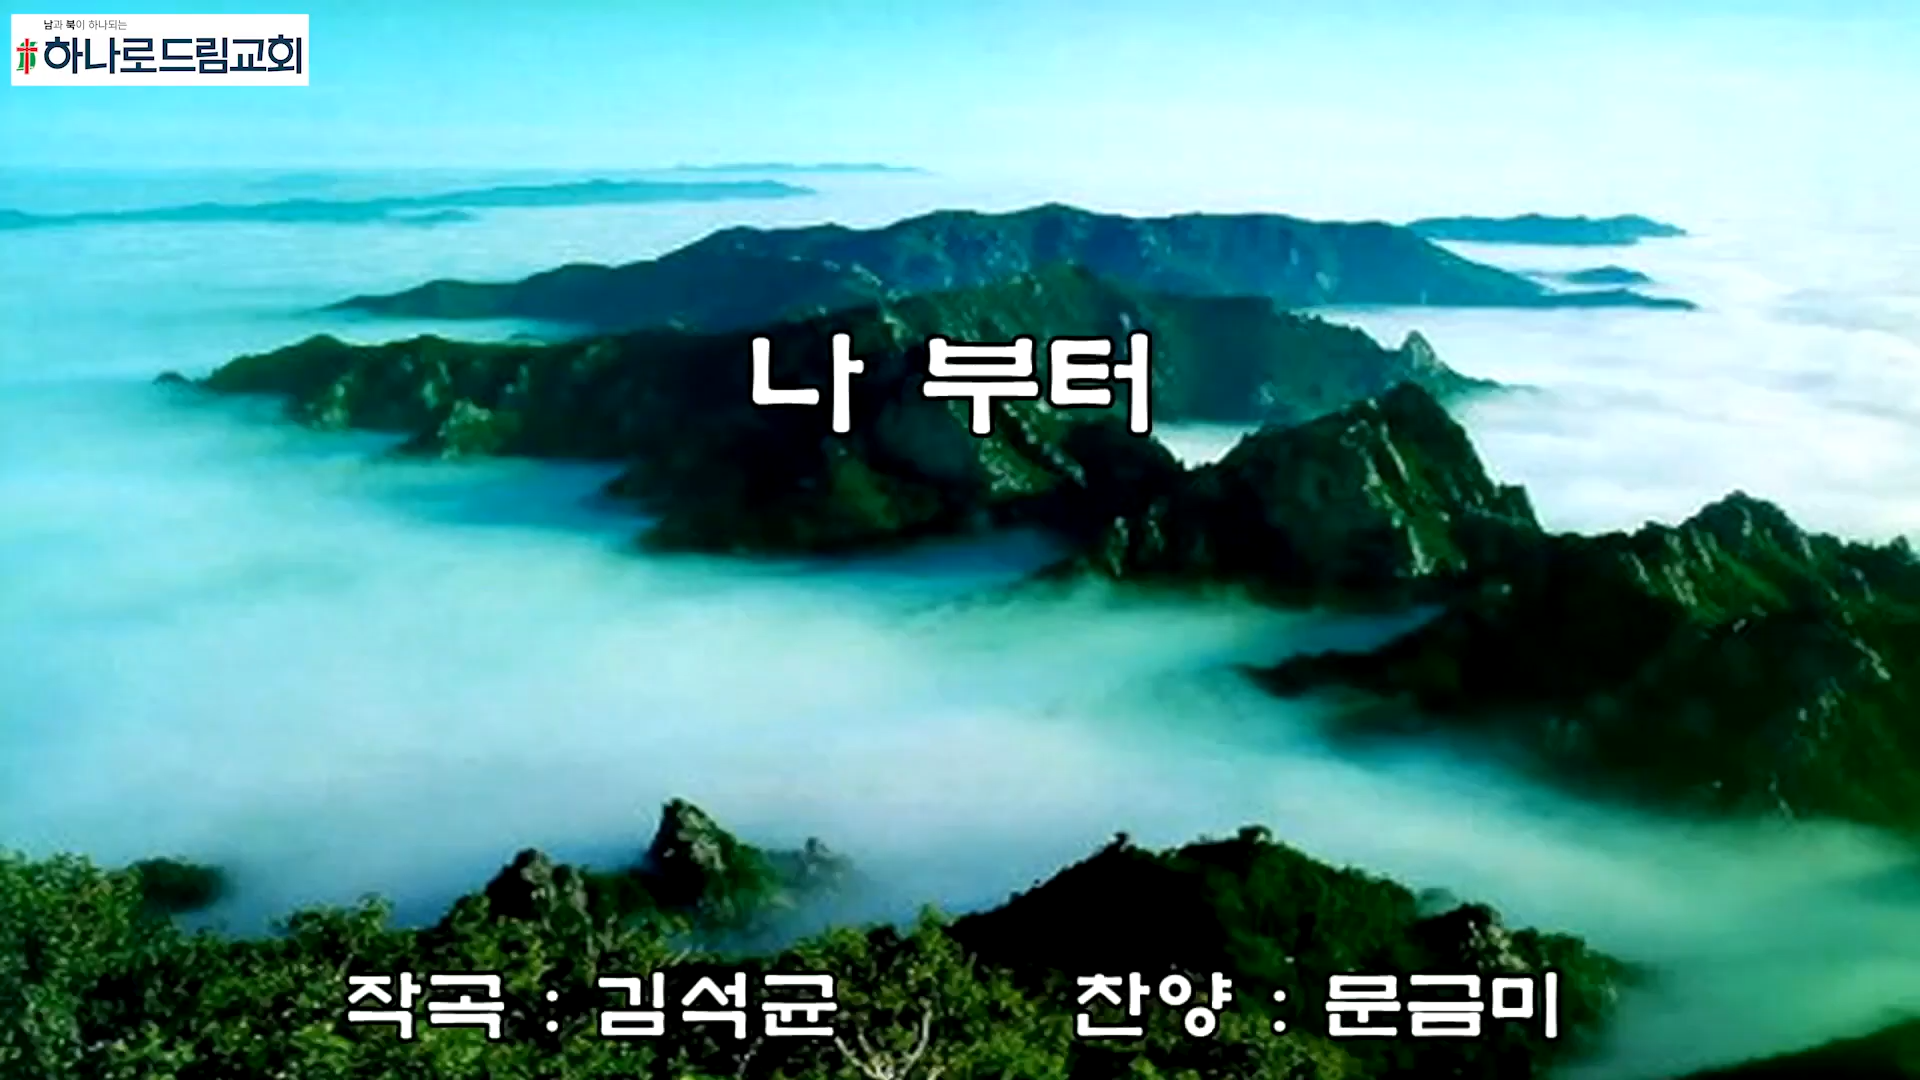 남과 북이 하나되는
하나로드림교회
나 부터
작곡 : 김석균 찬양 : 문금미